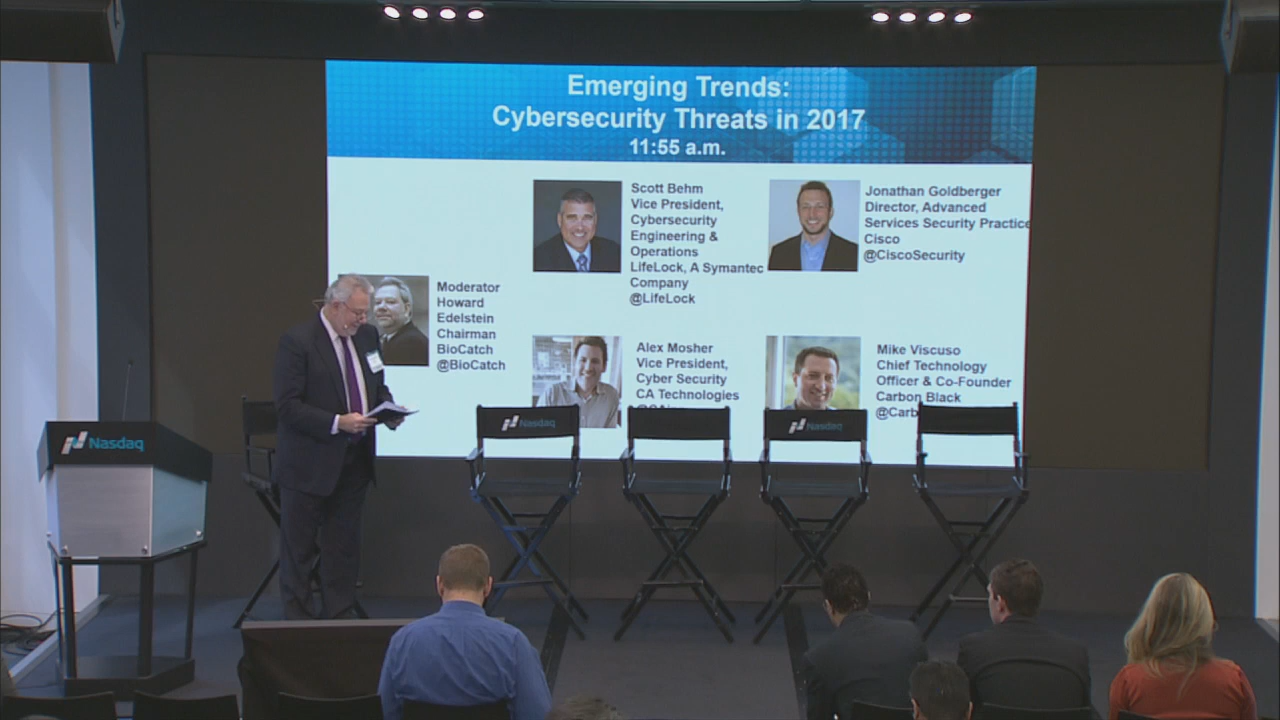 Emerging Trends:
Cybersecurity Threats in 2017
11:55 a.m.
Scott Behm
Vice President,
Cybersecurity
Engineering &
Operations
LifeLock, A Symantec
Company
@LifeLock
Jonathan Goldberger
Director, Advanced
Services Security Practice
Cisco
@CiscoSecurity
Moderator
Howard
Edelstein
Chairman
BioCatch
@BioCatch
Alex Mosher
Vice President,
Cyber Security
CA Technologies
Mike Viscuso
Chief Technology
Officer & Co-Founder
Carbon Black
@Carb
Nasdaq
Nasdaq
Nasdaq